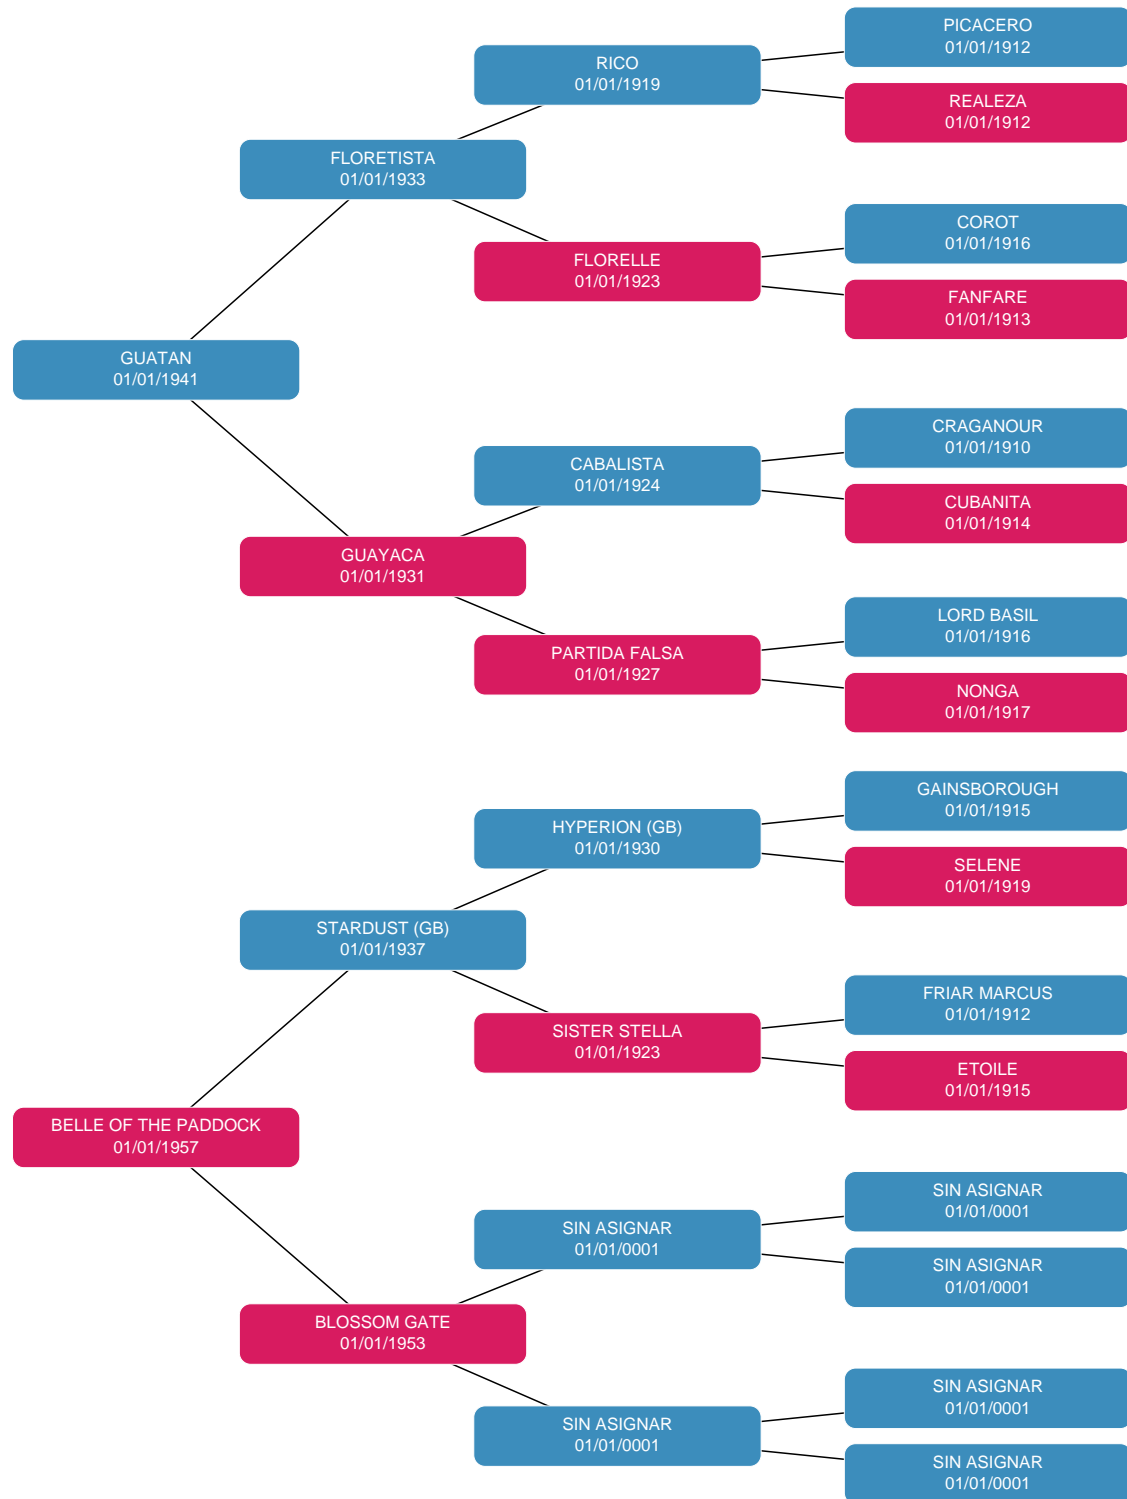 PICACERO
01/01/1912
RICO
01/01/1919
REALEZA
01/01/1912
FLORETISTA
01/01/1933
COROT
01/01/1916
FLORELLE
01/01/1923
FANFARE
01/01/1913
GUATAN
01/01/1941
CRAGANOUR
01/01/1910
CABALISTA
01/01/1924
CUBANITA
01/01/1914
GUAYACA
01/01/1931
LORD BASIL
01/01/1916
PARTIDA FALSA
01/01/1927
NONGA
01/01/1917
GAINSBOROUGH
01/01/1915
HYPERION (GB)
01/01/1930
SELENE
01/01/1919
STARDUST (GB)
01/01/1937
FRIAR MARCUS
01/01/1912
SISTER STELLA
01/01/1923
ETOILE
01/01/1915
BELLE OF THE PADDOCK
01/01/1957
SIN ASIGNAR
01/01/0001
SIN ASIGNAR
01/01/0001
SIN ASIGNAR
01/01/0001
BLOSSOM GATE
01/01/1953
SIN ASIGNAR
01/01/0001
SIN ASIGNAR
01/01/0001
SIN ASIGNAR
01/01/0001